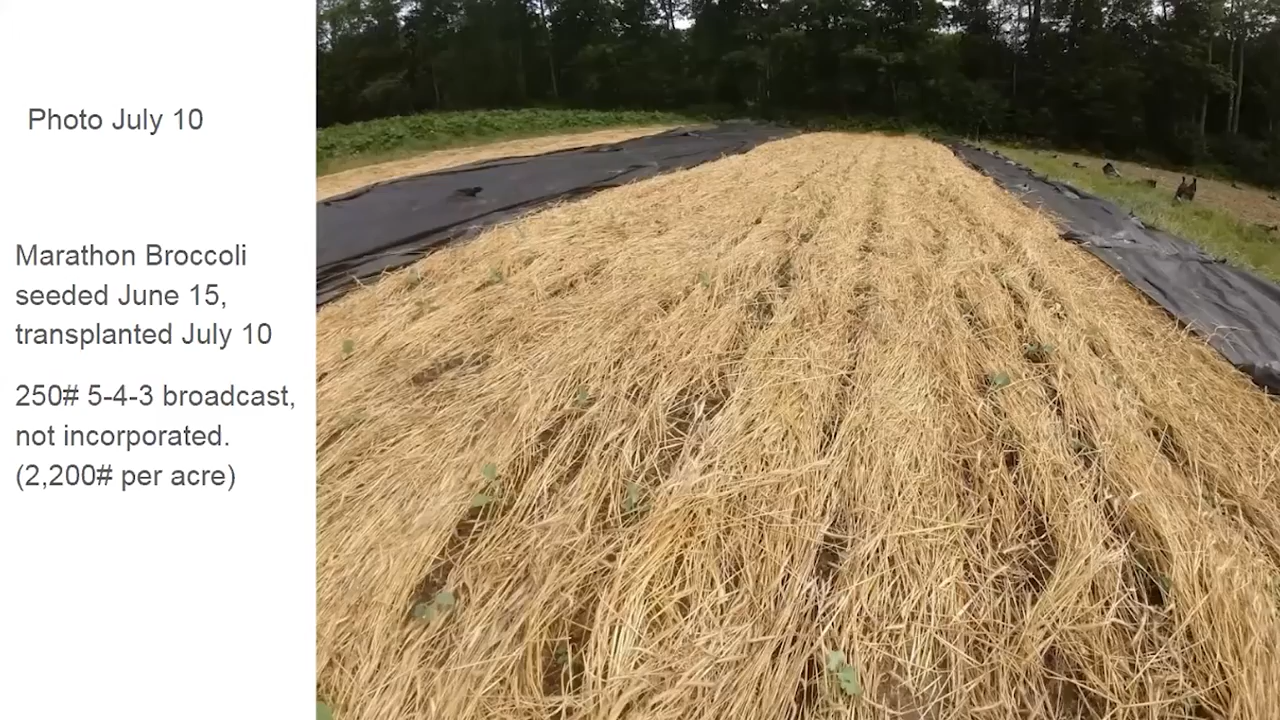 Photo July 10
Marathon Broccoli
seeded June 15,
transplanted July 10
250# 5-4-3 broadcast,
not incorporated.
(2,200# per acre)